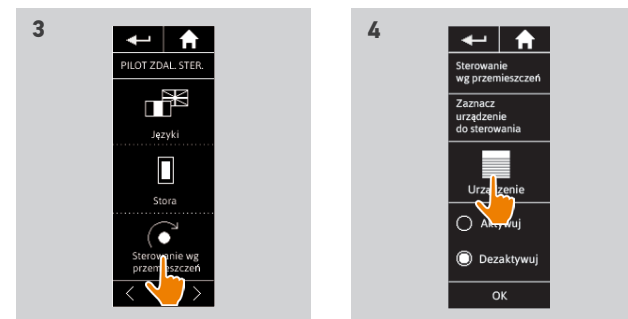 3
PILOT ZDAL. STER.
Języki
Stora
Sterowanie wg
przemieszczeń
4
Sterowanie
wg przemieszczeń
Zaznacz
urządzenie
do sterowania
Urządzenie
Aktywuj
Dezaktywuj
OK